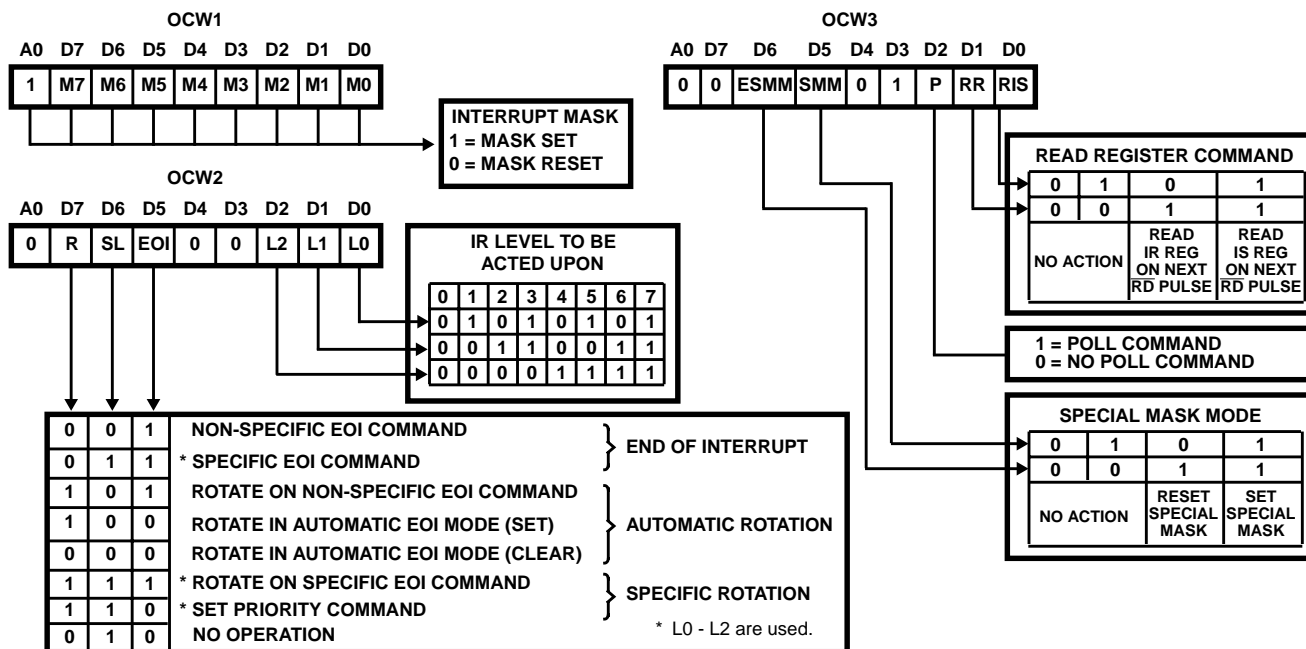 OCW1
A0 D7 D6 D5 D4 D3 D2 D1 D0
1 M7 M6 M5 M4 M3 M2 M1 M0
INTERRUPT MASK
1 = MASK SET
0 = MASK RESET
OCW2
A0 D7 D6 D5 D4 D3 D2 D1 D0
0 R SL EOI 0 0 L2 L1 L0
IR LEVEL TO BE
ACTED UPON
0 1 2 3 4 5 6 7
0 1 0 1 0 1 0 1
0 0 1 1 0 0 1 1
0 0 0 0 1 1 1 1
0 0 1 NON-SPECIFIC EOI COMMAND
0 1 1 * SPECIFIC EOI COMMAND
END OF INTERRUPT
1 0 1 ROTATE ON NON-SPECIFIC EOI COMMAND
1 0 0 ROTATE IN AUTOMATIC EOI MODE (SET)
0 0 0 ROTATE IN AUTOMATIC EOI MODE (CLEAR)
AUTOMATIC ROTATION
1 1 1 * ROTATE ON SPECIFIC EOI COMMAND
1 1 0 * SET PRIORITY COMMAND
SPECIFIC ROTATION
0 1 0 NO OPERATION
* L0 - L2 are used.
OCW3
A0 D7 D6 D5 D4 D3 D2 D1 D0
0 0 ESMM SMM 0 1 P RR RIS
READ REGISTER COMMAND
0 1 0 1
0 0 1 1
NO ACTION
READ
IR REG
ON NEXT
RD PULSE
READ
IS REG
ON NEXT
RD PULSE
1 = POLL COMMAND
0 = NO POLL COMMAND
SPECIAL MASK MODE
0 1 0 1
0 0 1 1
NO ACTION
RESET
SPECIAL
MASK
SET
SPECIAL
MASK